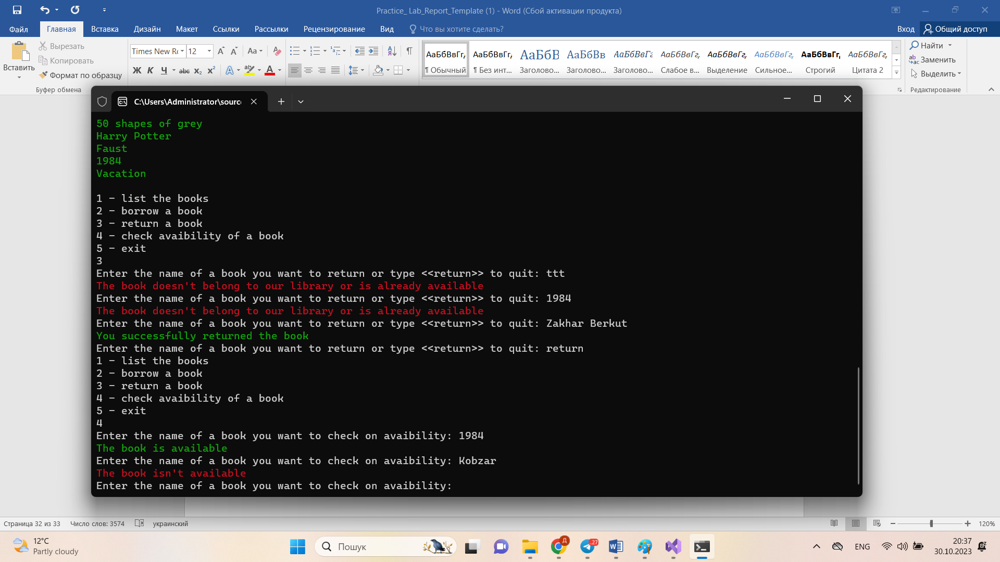 Practice_ Lab_Report_Template (1) - Word (Сбой активации продукта)
Файл Главная Вставка Дизайн Макет Ссылки Рассылки Рецензирование Вид Что вы хотите сделать? Вход Общий доступ
Вставить
Вырезать
Копировать
Формат по образцу
Буфер обмена
Times New Ro 12
Aa
Ж К Ч abc x₂ x²
АаБбВвГг, АаБбВвГг, АаБбВ АаБбВв АаБбВвГг АаБбВвГг, АаБбВвГг, АаБбВвГг, АаБбВвГг, АаБбВвГг,
¶ Обычный ¶ Без инт... Заголово... Заголово... Заголово... Слабое в... Выделение Сильное... Строгий Цитата 2
Найти
Заменить
Выделить
Редактирование
C:\Users\Administrator\sourc
50 shapes of grey
Harry Potter
Faust
1984
Vacation
1 - list the books
2 - borrow a book
3 - return a book
4 - check avaibility of a book
5 - exit
3
Enter the name of a book you want to return or type <<return>> to quit: ttt
The book doesn't belong to our library or is already available
Enter the name of a book you want to return or type <<return>> to quit: 1984
The book doesn't belong to our library or is already available
Enter the name of a book you want to return or type <<return>> to quit: Zakhar Berkut
You successfully returned the book
Enter the name of a book you want to return or type <<return>> to quit: return
1 - list the books
2 - borrow a book
3 - return a book
4 - check avaibility of a book
5 - exit
4
Enter the name of a book you want to check on avaibility: 1984
The book is available
Enter the name of a book you want to check on avaibility: Kobzar
The book isn't available
Enter the name of a book you want to check on avaibility:
Страница 32 из 33 Число слов: 3574 украинский 120%
12°C
Partly cloudy
Пошук
Д
.27
ENG
20:37
30.10.2023